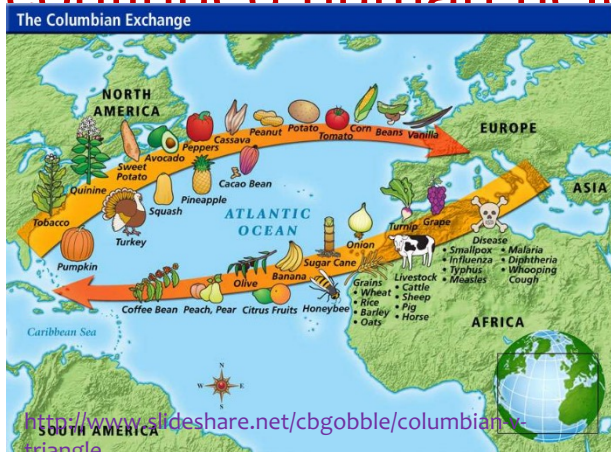 The Columbian Exchange
NORTH
AMERICA
EUROPE
ASIA
AFRICA
SOUTH AMERICA
ATLANTIC
OCEAN
Caribbean Sea
Tobacco
Quinine
Sweet
Potato
Avocado
Peppers
Cassava
Peanut
Potato
Tomato
Corn
Beans
Vanilla
Pumpkin
Turkey
Squash
Pineapple
Cacao Bean
Coffee Bean
Peach, Pear
Olive
Citrus Fruits
Banana
Honeybee
Sugar Cane
Onion
Turnip
Grape
Grains
• Wheat
• Rice
• Barley
• Oats
Livestock
• Cattle
• Sheep
• Pig
• Horse
Disease
• Smallpox
• Influenza
• Typhus
• Measles
• Malaria
• Diphtheria
• Whooping
Cough
N
W
E
S
http://www.slideshare.net/cbgobble/columbian-v-
triangle